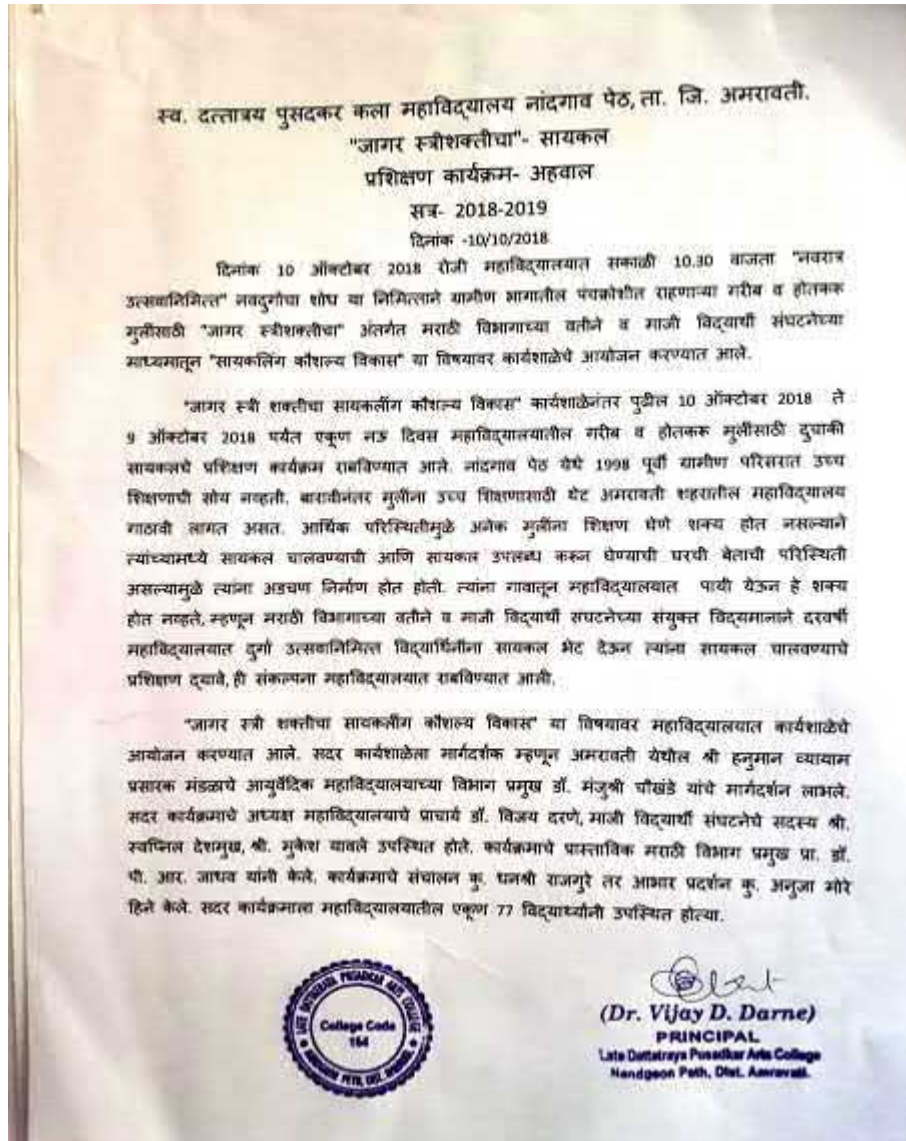 स्व. दत्तात्रय पुसदकर कला महाविद्यालय नांदगाव पेठ, ता. जि. अमरावती.
"जागर स्त्रीशक्तीचा"- सायकल
प्रशिक्षण कार्यक्रम- अहवाल
सत्र- 2018-2019
दिनांक -10/10/2018
दिनांक 10 ऑक्टोबर 2018 रोजी महाविद्यालयात सकाळी 10.30 वाजता "नवरात्र
उत्सवानिमित्त" नवदुर्गांचा शोध या निमित्ताने ग्रामीण भागातील पंचक्रोशीत राहणाऱ्या गरीब व होतकरू
मुलींसाठी "जागर स्त्रीशक्तीचा" अंतर्गत मराठी विभागाच्या वतीने व माजी विद्यार्थी संघटनेच्या
माध्यमातून "सायकलिंग कौशल्य विकास" या विषयावर कार्यशाळेचे आयोजन करण्यात आले.
"जागर स्त्री शक्तीचा सायकलींग कौशल्य विकास" कार्यशाळेनंतर पुढील 10 ऑक्टोबर 2018 ते
9 ऑक्टोबर 2018 पर्यंत एकूण नऊ दिवस महाविद्यालयातील गरीब व होतकरू मुलींसाठी दुचाकी
सायकलचे प्रशिक्षण कार्यक्रम राबविण्यात आले. नांदगाव पेठ येथे 1998 पूर्वी ग्रामीण परिसरात उच्च
शिक्षणाची सोय नव्हती. बारावीनंतर मुलींना उच्च शिक्षणासाठी थेट अमरावती शहरातील महाविद्यालय
गाठावी लागत असत. आर्थिक परिस्थितीमुळे अनेक मुलींना शिक्षण घेणे शक्य होत नसल्याने
त्यांच्यामध्ये सायकल चालवण्याची आणि सायकल उपलब्ध करून घेण्याची घरची बेताची परिस्थिती
असल्यामुळे त्यांना अडचण निर्माण होत होती. त्यांना गावातून महाविद्यालयात पायी येऊन हे शक्य
होत नव्हते, म्हणून मराठी विभागाच्या वतीने व माजी विद्यार्थी संघटनेच्या संयुक्त विद्यमानाने दरवर्षी
महाविद्यालयात दुर्गा उत्सवानिमित्त विद्यार्थिनींना सायकल भेट देऊन त्यांना सायकल चालवण्याचे
प्रशिक्षण द्यावे, ही संकल्पना महाविद्यालयात राबविण्यात आली.
"जागर स्त्री शक्तीचा सायकलींग कौशल्य विकास" या विषयावर महाविद्यालयात कार्यशाळेचे
आयोजन करण्यात आले. सदर कार्यशाळेला मार्गदर्शक म्हणून अमरावती येथील श्री हनुमान व्यायाम
प्रसारक मंडळाचे आयुर्वेदिक महाविद्यालयाच्या विभाग प्रमुख डॉ. मंजुश्री चौखंडे यांचे मार्गदर्शन लाभले.
सदर कार्यक्रमाचे अध्यक्ष महाविद्यालयाचे प्राचार्य डॉ. विजय दरणे, माजी विद्यार्थी संघटनेचे सदस्य श्री.
स्वप्निल देशमुख, श्री. मुकेश यावले उपस्थित होते. कार्यक्रमाचे प्रास्ताविक मराठी विभाग प्रमुख प्रा. डॉ.
पी. आर. जाधव यांनी केले. कार्यक्रमाचे संचालन कु. धनश्री राजगुरे तर आभार प्रदर्शन कु. अनुजा मोरे
हिने केले. सदर कार्यक्रमाला महाविद्यालयातील एकूण 77 विद्यार्थ्यांनी उपस्थित होत्या.
LATE DATTATRAYA PUSADKAR ARTS COLLEGE
College Code
164
(Dr. Vijay D. Darne)
PRINCIPAL
Late Dattatraya Pusadkar Arts College
Nandgaon Peth, Dist. Amravati.